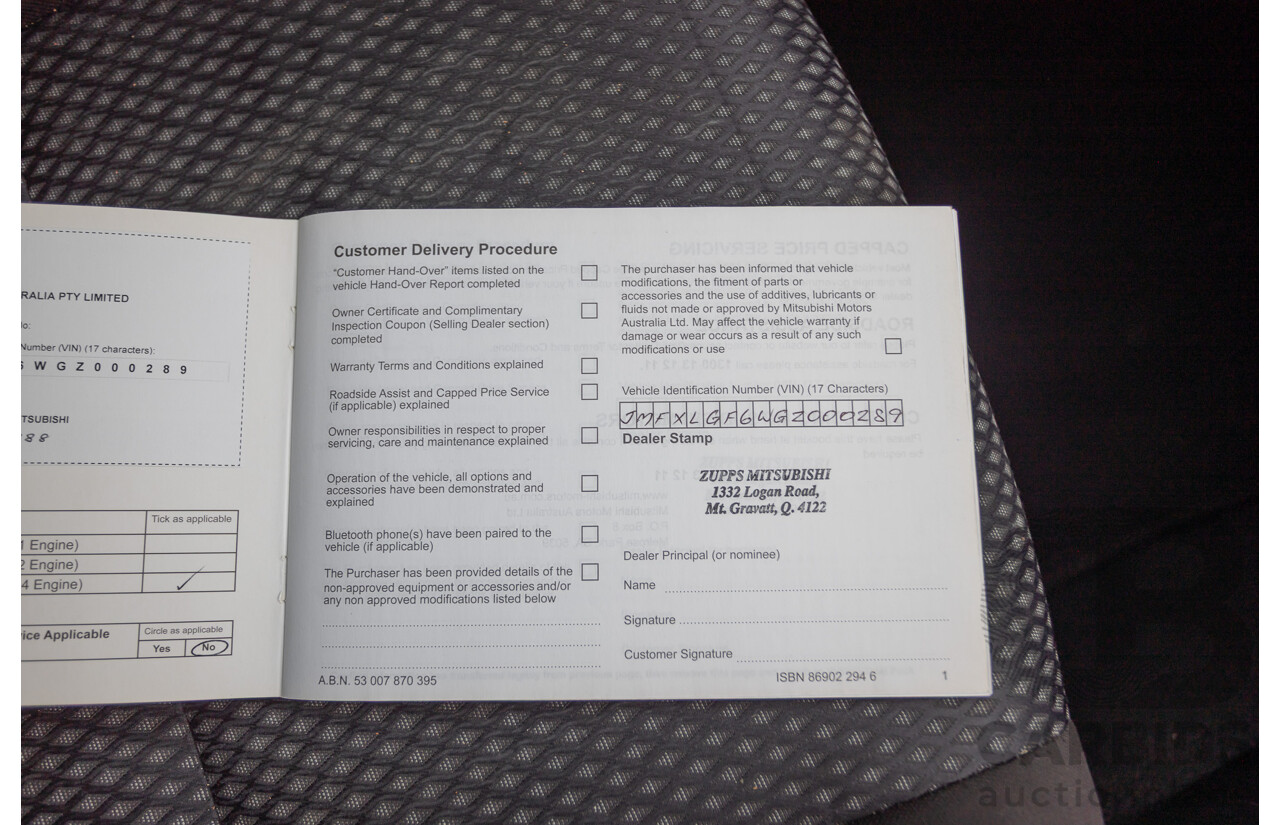 RALIA PTY LIMITED
lo:
Number (VIN) (17 characters):
WGZ000289
TSUBISHI
88
Tick as applicable
1 Engine)
2 Engine)
4 Engine) ✓
ice Applicable
Circle as applicable
Yes No
Customer Delivery Procedure
"Customer Hand-Over" items listed on the
vehicle Hand-Over Report completed
Owner Certificate and Complimentary
Inspection Coupon (Selling Dealer section)
completed
Warranty Terms and Conditions explained
Roadside Assist and Capped Price Service
(if applicable) explained
Owner responsibilities in respect to proper
servicing, care and maintenance explained
Operation of the vehicle, all options and
accessories have been demonstrated and
explained
Bluetooth phone(s) have been paired to the
vehicle (if applicable)
The Purchaser has been provided details of the
non-approved equipment or accessories and/or
any non approved modifications listed below
A.B.N. 53 007 870 395
The purchaser has been informed that vehicle
modifications, the fitment of parts or
accessories and the use of additives, lubricants or
fluids not made or approved by Mitsubishi Motors
Australia Ltd. May affect the vehicle warranty if
damage or wear occurs as a result of any such
modifications or use
Vehicle Identification Number (VIN) (17 Characters)
JMFXLGF6WGZ000289
Dealer Stamp
ZUPPS MITSUBISHI
1332 Logan Road,
Mt. Gravatt, Q. 4122
Dealer Principal (or nominee)
Name
Signature
Customer Signature
ISBN 86902 294 6
1
CARBIDS